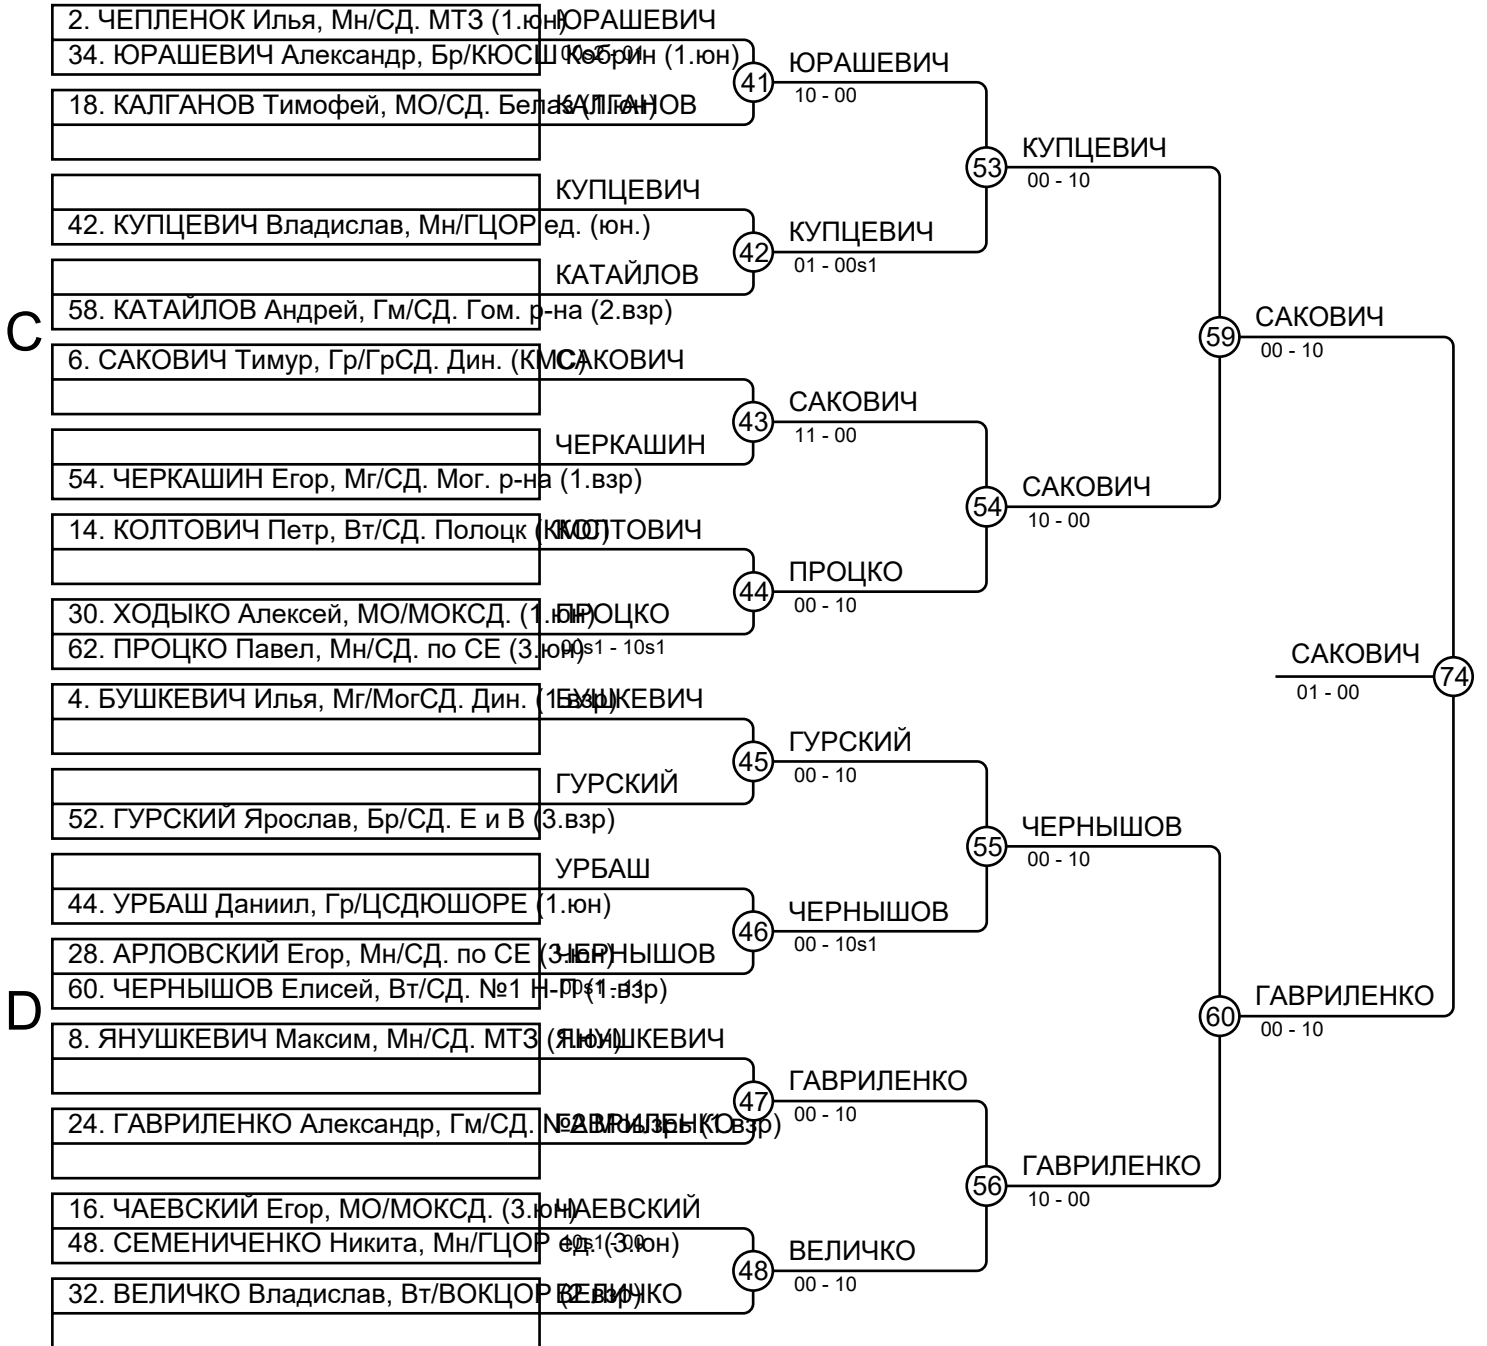 2. ЧЕПЛЕНОК Илья, Мн/СД. МТЗ (1.юн)
ЮРАШЕВИЧ
34. ЮРАШЕВИЧ Александр, Бр/КЮСШ Кобрин (1.юн)
41
ЮРАШЕВИЧ
10 - 00
18. КАЛГАНОВ Тимофей, МО/СД. Белаз (1.юн)
КАЛГАНОВ
53
КУПЦЕВИЧ
00 - 10
КУПЦЕВИЧ
42. КУПЦЕВИЧ Владислав, Мн/ГЦОР ед. (юн.)
42
КУПЦЕВИЧ
01 - 00s1
КАТАЙЛОВ
58. КАТАЙЛОВ Андрей, Гм/СД. Гом. р-на (2.взр)
C
59
САКОВИЧ
00 - 10
6. САКОВИЧ Тимур, Гр/ГрСД. Дин. (КМС)
САКОВИЧ
43
САКОВИЧ
11 - 00
ЧЕРКАШИН
54. ЧЕРКАШИН Егор, Мг/СД. Мог. р-на (1.взр)
54
САКОВИЧ
10 - 00
14. КОЛТОВИЧ Петр, Вт/СД. Полоцк (КМС)
КОЛТОВИЧ
44
ПРОЦКО
00 - 10
30. ХОДЫКО Алексей, МО/МОКСД. (1.юн)
ПРОЦКО
62. ПРОЦКО Павел, Мн/СД. по СЕ (3.юн)
00s1 - 10s1
САКОВИЧ
74
01 - 00
4. БУШКЕВИЧ Илья, Мг/МогСД. Дин. (1.взр)
БУШКЕВИЧ
45
ГУРСКИЙ
00 - 10
ГУРСКИЙ
52. ГУРСКИЙ Ярослав, Бр/СД. Е и В (3.взр)
55
ЧЕРНЫШОВ
00 - 10
УРБАШ
44. УРБАШ Даниил, Гр/ЦСДЮШОРЕ (1.юн)
46
ЧЕРНЫШОВ
00 - 10s1
28. АРЛОВСКИЙ Егор, Мн/СД. по СЕ (3.юн)
ЧЕРНЫШОВ
60. ЧЕРНЫШОВ Елисей, Вт/СД. №1 Н-П (1.взр)
00s1 - 11
D
60
ГАВРИЛЕНКО
00 - 10
8. ЯНУШКЕВИЧ Максим, Мн/СД. МТЗ (1.юн)
ЯНУШКЕВИЧ
47
ГАВРИЛЕНКО
00 - 10
24. ГАВРИЛЕНКО Александр, Гм/СД. №2 Мозырь (1.взр)
ГАВРИЛЕНКО
56
ГАВРИЛЕНКО
10 - 00
16. ЧАЕВСКИЙ Егор, МО/МОКСД. (3.юн)
ЧАЕВСКИЙ
48. СЕМЕНИЧЕНКО Никита, Мн/ГЦОР ед. (3.юн)
10s1 - 00
48
ВЕЛИЧКО
00 - 10
32. ВЕЛИЧКО Владислав, Вт/ВОКЦОР (2.взр)
ВЕЛИЧКО